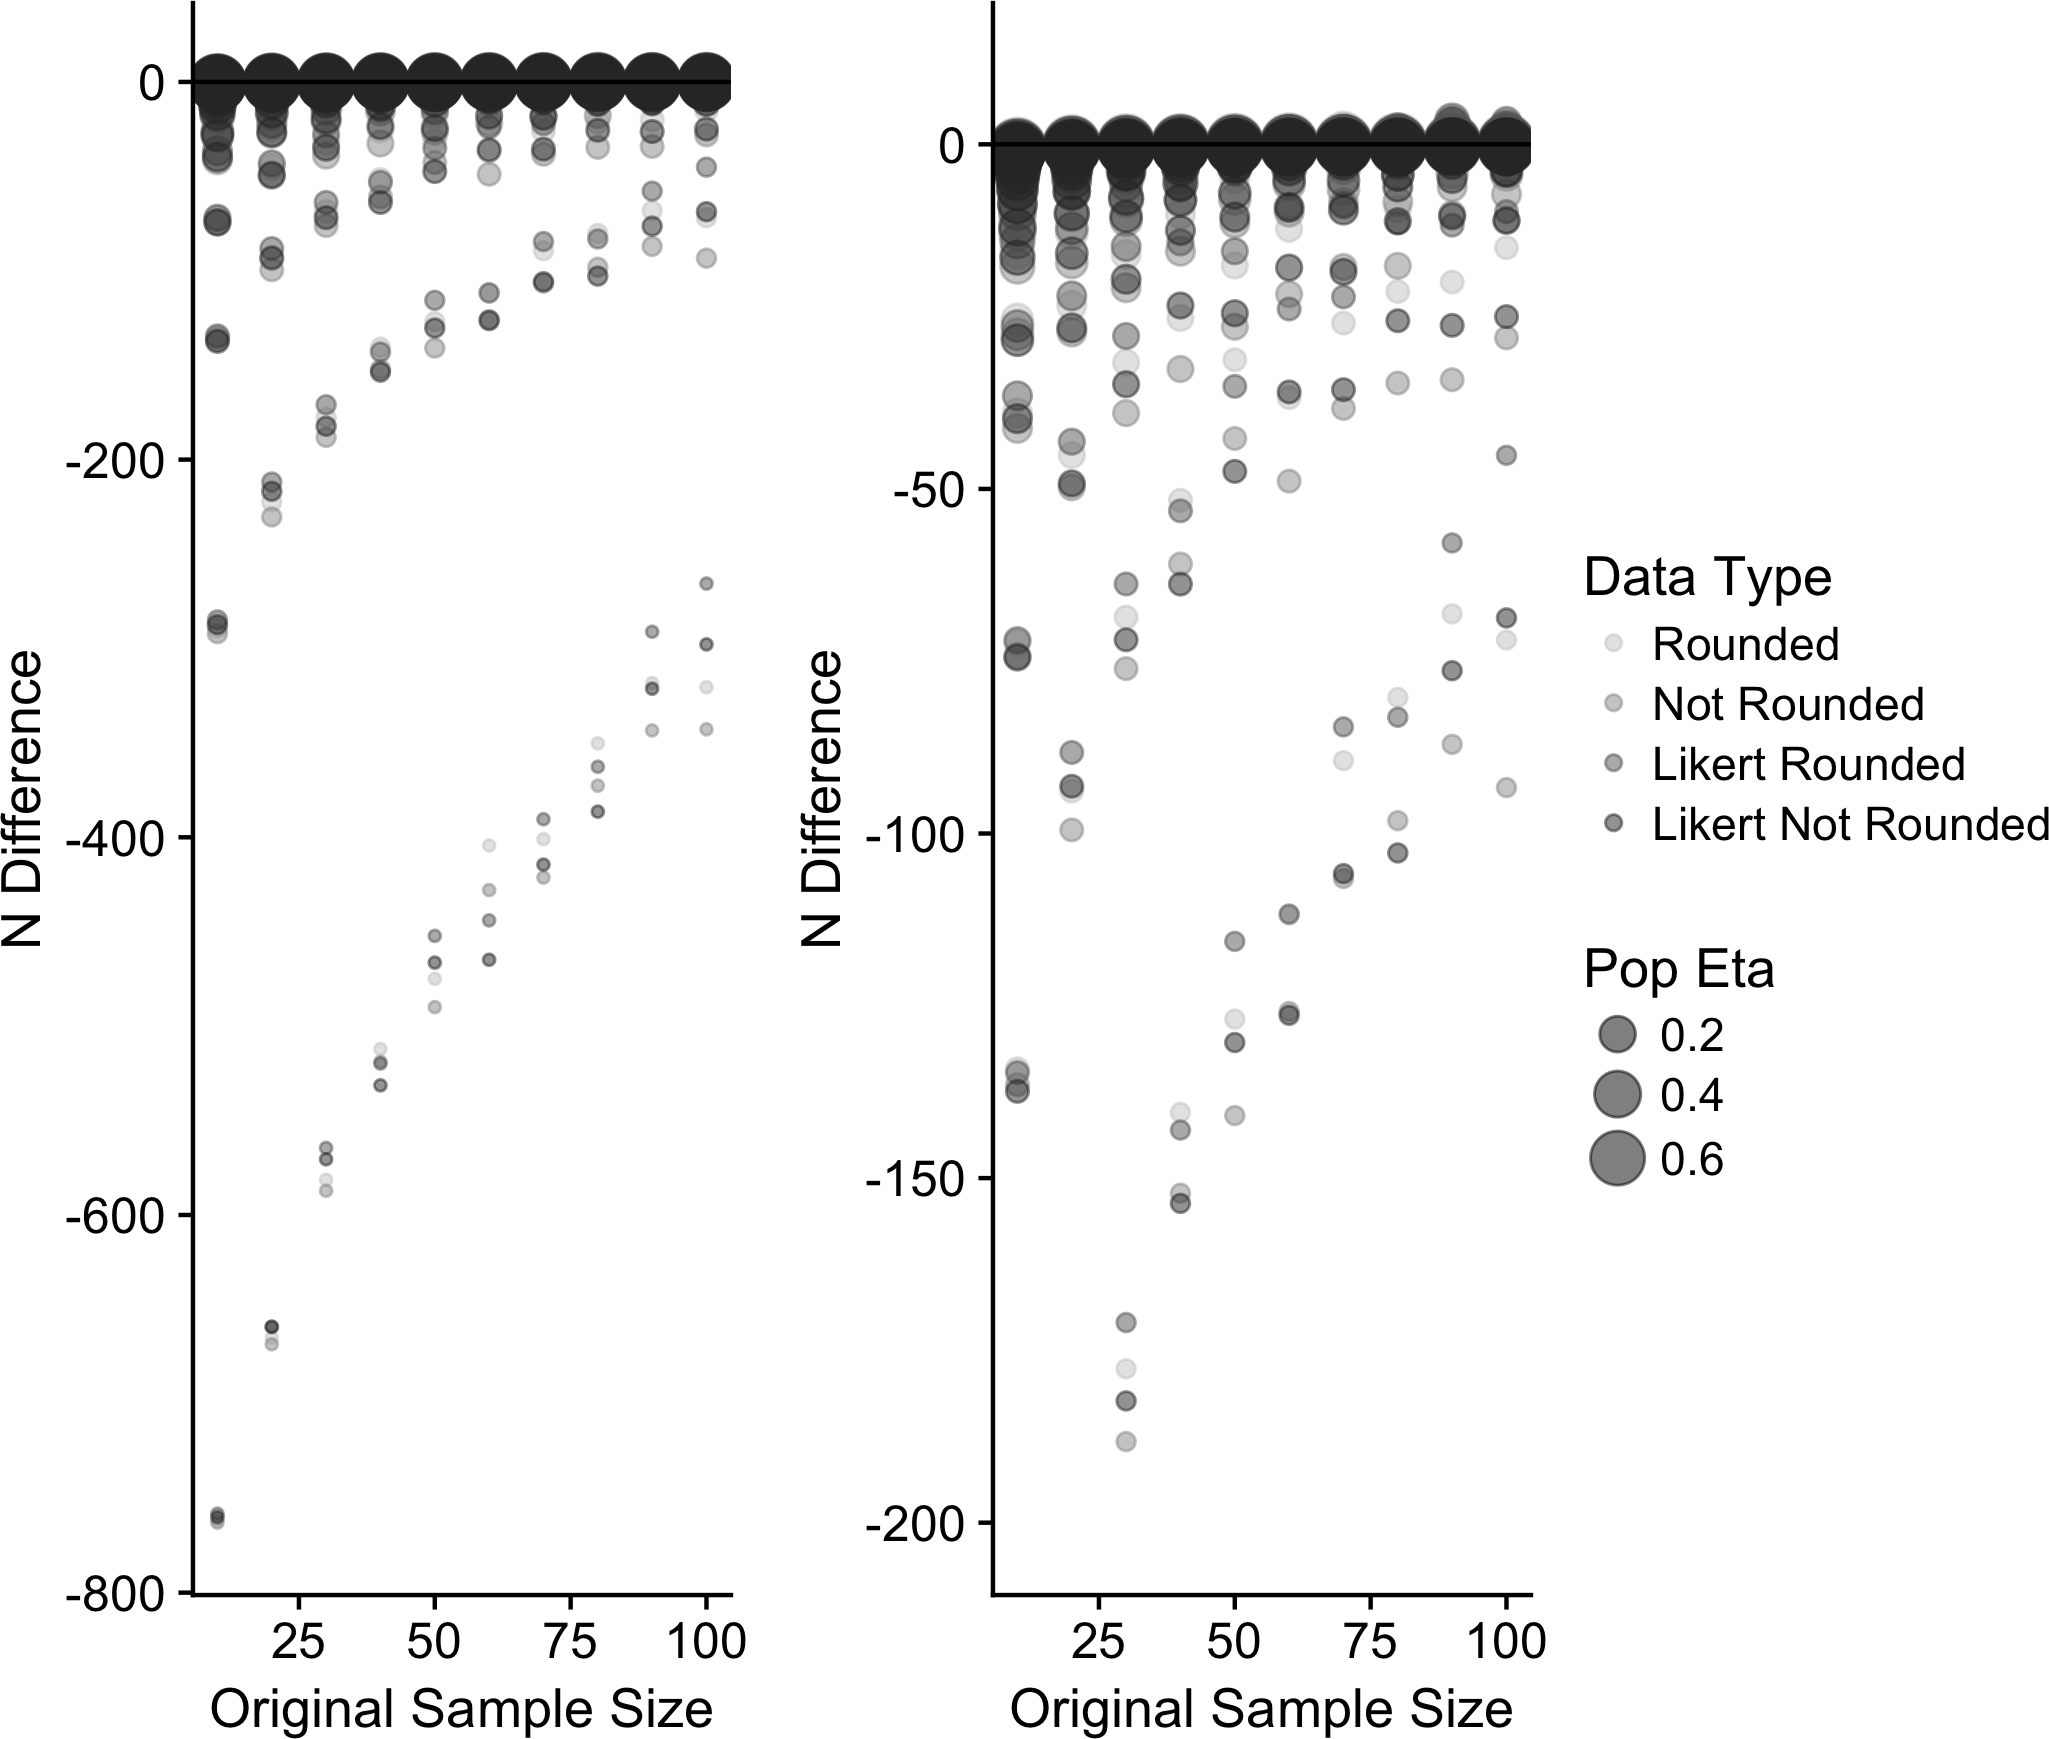 0
-200
-400
-600
-800
N Difference
25 50 75 100
Original Sample Size
0
-50
-100
-150
-200
N Difference
25 50 75 100
Original Sample Size
Data Type
Rounded
Not Rounded
Likert Rounded
Likert Not Rounded
Pop Eta
0.2
0.4
0.6